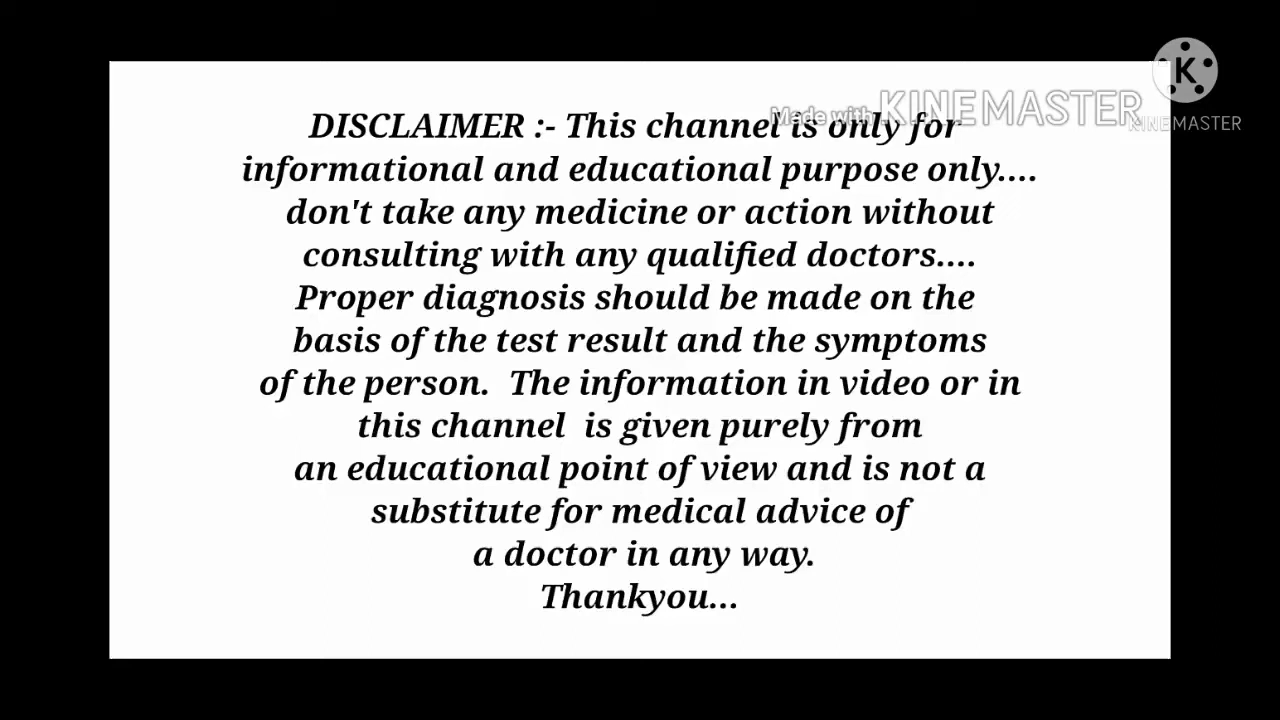 K
Made with KINEMASTER
KINEMASTER
DISCLAIMER :- This channel is only for
informational and educational purpose only....
don't take any medicine or action without
consulting with any qualified doctors....
Proper diagnosis should be made on the
basis of the test result and the symptoms
of the person.  The information in video or in
this channel  is given purely from
an educational point of view and is not a
substitute for medical advice of
a doctor in any way.
Thankyou...